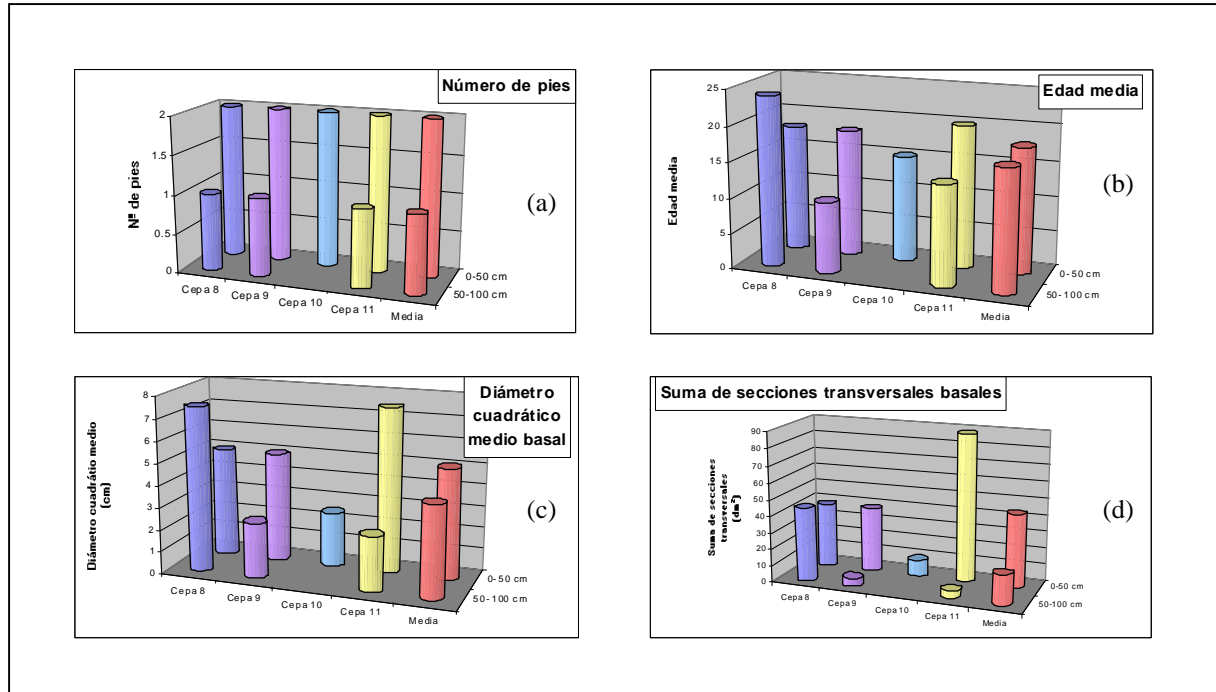 Número de pies
Nº de pies
2
1.5
1
0.5
0
Cepa 8
Cepa 9
Cepa 10
Cepa 11
Media
0-50 cm
50-100 cm
(a)
Edad media
Edad media
25
20
15
10
5
0
Cepa 8
Cepa 9
Cepa 10
Cepa 11
Media
0-50 cm
50-100 cm
(b)
Diámetro
cuadrático
medio basal
Diámetro cuadrátio medio
(cm)
8
7
6
5
4
3
2
1
0
Cepa 8
Cepa 9
Cepa 10
Cepa 11
Media
0-50 cm
50-100 cm
(c)
Suma de secciones transversales basales
Suma de secciones
transversales
(dm²)
90
80
70
60
50
40
30
20
10
0
Cepa 8
Cepa 9
Cepa 10
Cepa 11
Media
0-50 cm
50-100 cm
(d)